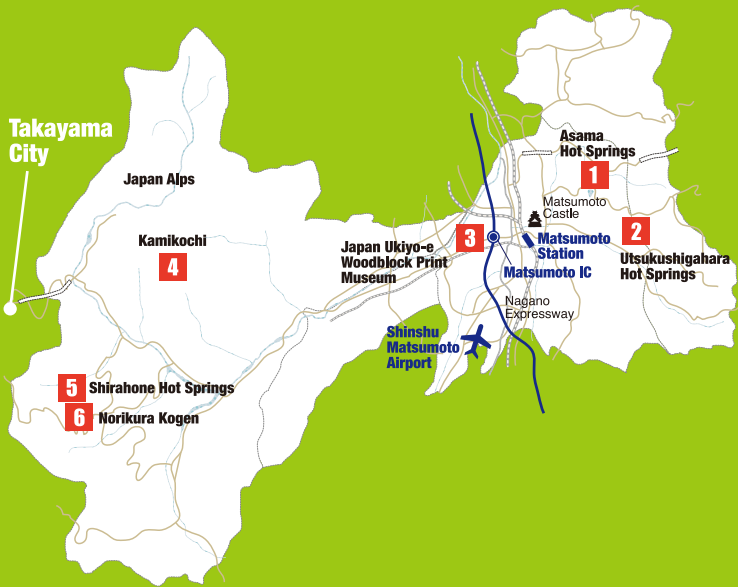 Takayama
City
Japan Alps
Kamikochi
4
5
Shirahone Hot Springs
6
Norikura Kogen
Japan Ukiyo-e
Woodblock Print
Museum
3
Asama
Hot Springs
1
Matsumoto
Castle
2
Matsumoto
Station
Utsukushigahara
Hot Springs
Matsumoto IC
Nagano
Expressway
Shinshu
Matsumoto
Airport